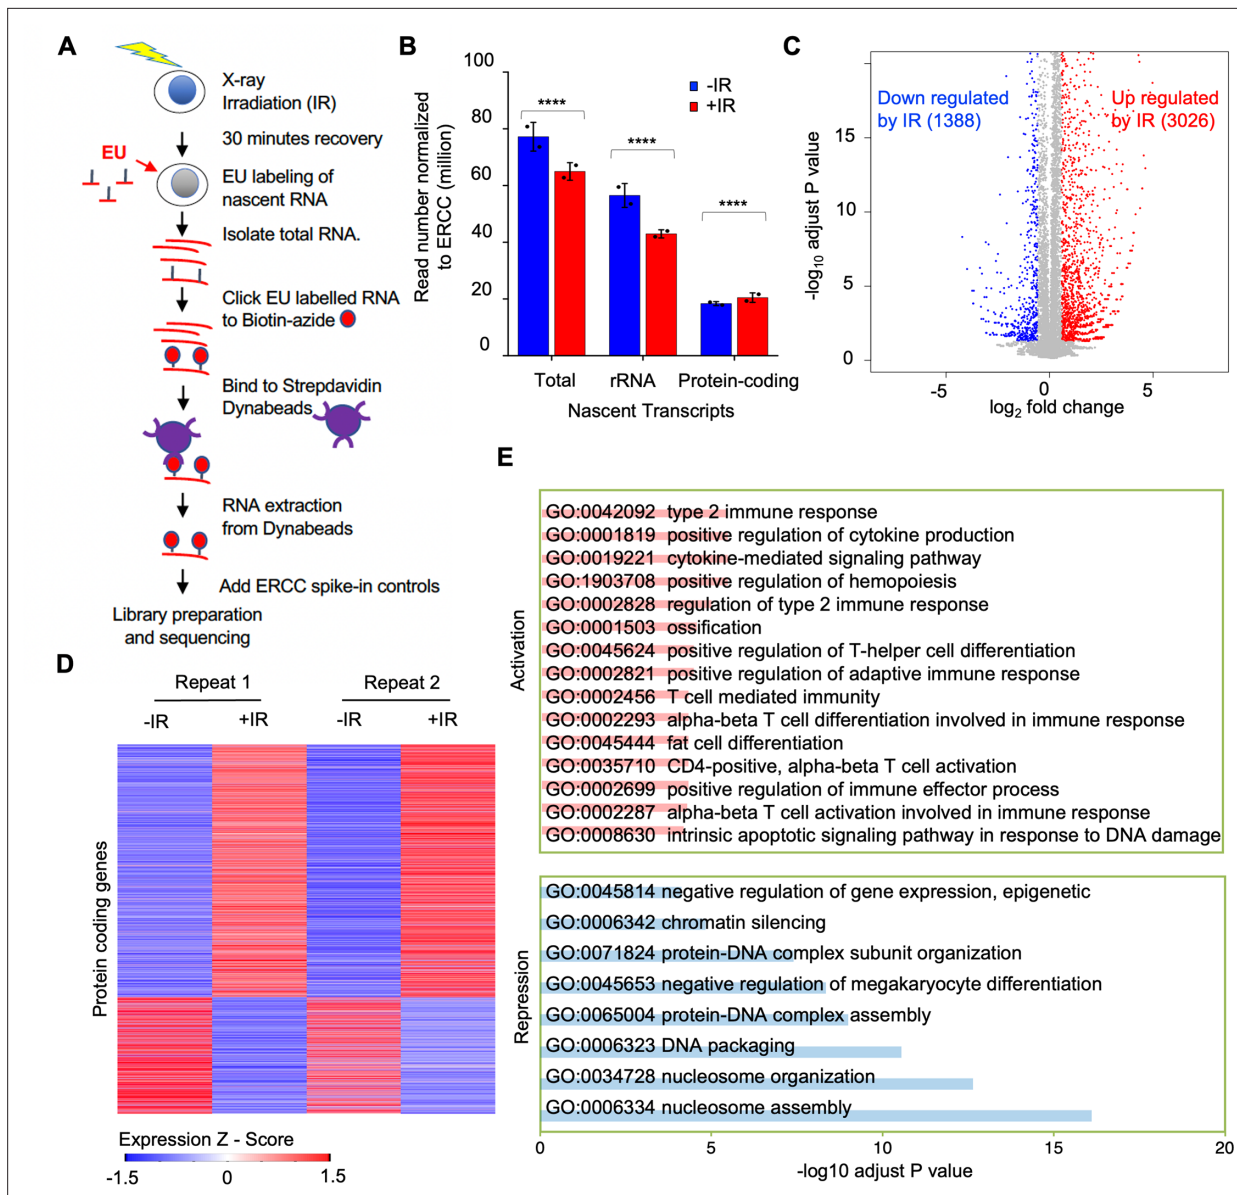 A
X-ray
Irradiation (IR)
30 minutes recovery
EU
EU labeling of
nascent RNA
Isolate total RNA.
Click EU labelled RNA
to Biotin-azide
Bind to Strepdavidin
Dynabeads
RNA extraction
from Dynabeads
Add ERCC spike-in controls
Library preparation
and sequencing
B
Read number normalized
to ERCC (million)
100
80
60
40
20
0
-IR
+IR
****
****
****
Total
rRNA
Protein-coding
Nascent Transcripts
C
Down regulated
by IR (1388)
Up regulated
by IR (3026)
-log10 adjust P value
15
10
5
0
-5
0
5
log2 fold change
D
Repeat 1
Repeat 2
-IR
+IR
-IR
+IR
Protein coding genes
Expression Z - Score
-1.5
0
1.5
E
Activation
GO:0042092 type 2 immune response
GO:0001819 positive regulation of cytokine production
GO:0019221 cytokine-mediated signaling pathway
GO:1903708 positive regulation of hemopoiesis
GO:0002828 regulation of type 2 immune response
GO:0001503 ossification
GO:0045624 positive regulation of T-helper cell differentiation
GO:0002821 positive regulation of adaptive immune response
GO:0002456 T cell mediated immunity
GO:0002293 alpha-beta T cell differentiation involved in immune response
GO:0045444 fat cell differentiation
GO:0035710 CD4-positive, alpha-beta T cell activation
GO:0002699 positive regulation of immune effector process
GO:0002287 alpha-beta T cell activation involved in immune response
GO:0008630 intrinsic apoptotic signaling pathway in response to DNA damage
Repression
GO:0045814 negative regulation of gene expression, epigenetic
GO:0006342 chromatin silencing
GO:0071824 protein-DNA complex subunit organization
GO:0045653 negative regulation of megakaryocyte differentiation
GO:0065004 protein-DNA complex assembly
GO:0006323 DNA packaging
GO:0034728 nucleosome organization
GO:0006334 nucleosome assembly
0
5
10
15
20
-log10 adjust P value